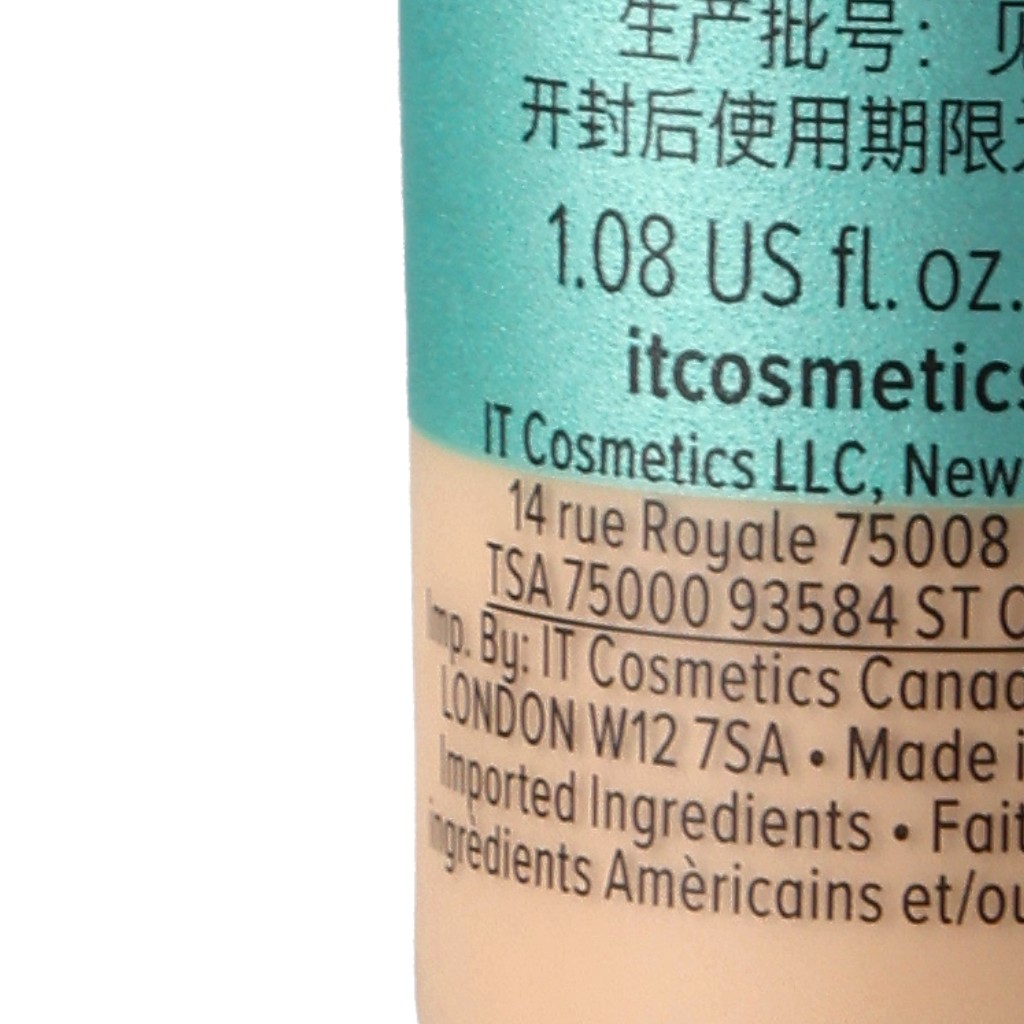 生产批号：见
开封后使用期限
1.08 US fl. oz.
itcosmetics
IT Cosmetics LLC, New
14 rue Royale 75008
TSA 75000 93584 ST
Imp. By: IT Cosmetics Canad
LONDON W12 7SA • Made i
Imported Ingredients • Fait
ingrèdients Amèricains et/ou